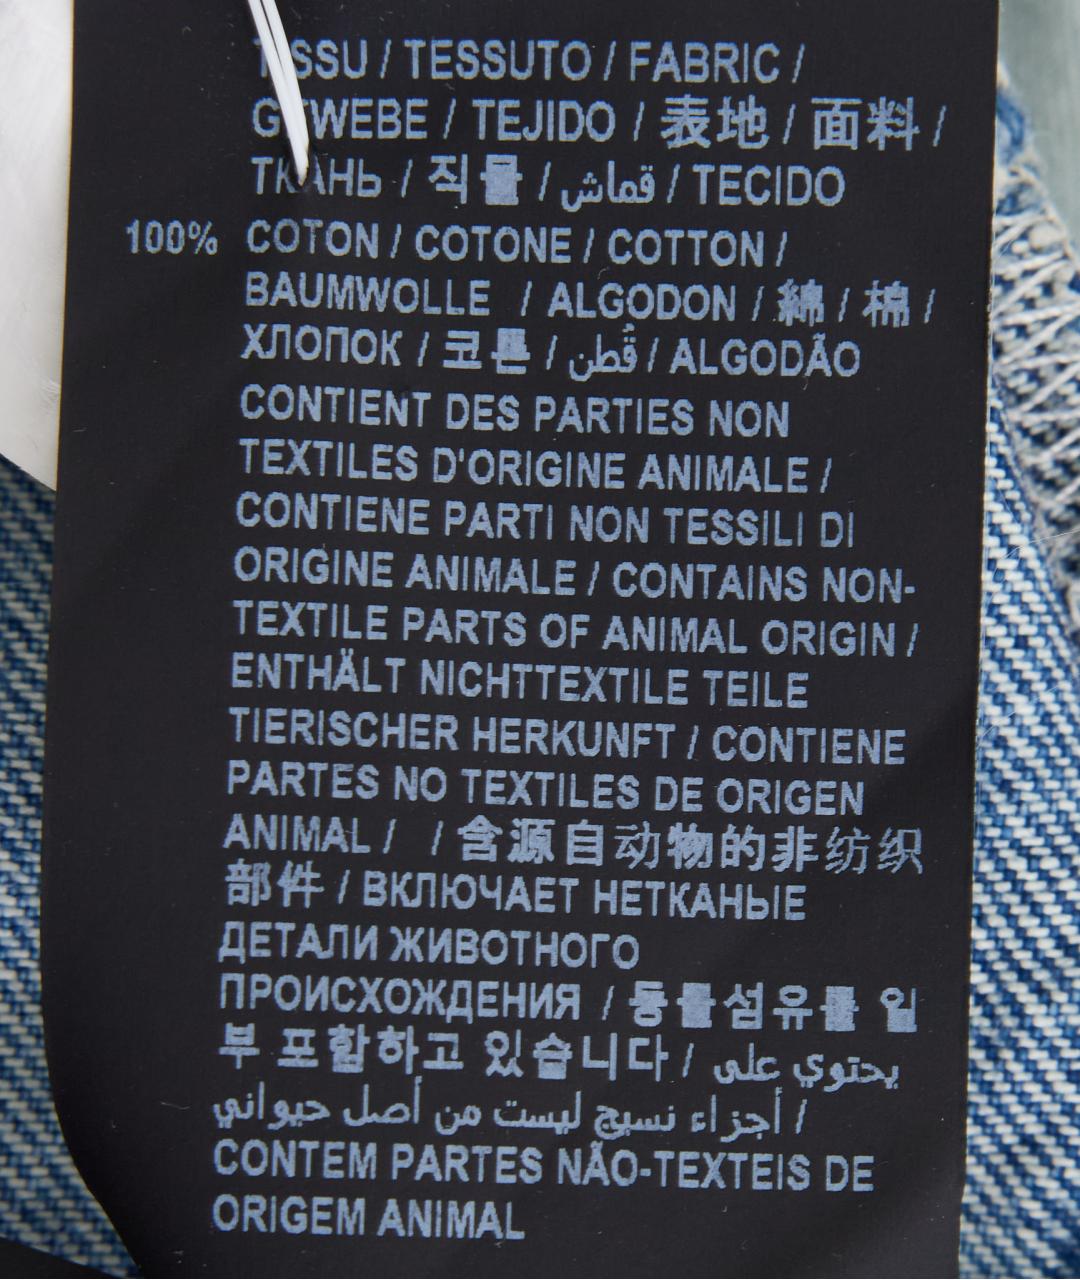 TISSU / TESSUTO / FABRIC /
GEWEBE / TEJIDO / 表地 / 面料 /
ТКАНЬ / 직물 / قماش / TECIDO
100% COTON / COTONE / COTTON /
BAUMWOLLE / ALGODON / 綿 / 棉 /
ХЛОПОК / 코튼 / قطن / ALGODÃO
CONTIENT DES PARTIES NON
TEXTILES D'ORIGINE ANIMALE /
CONTIENE PARTI NON TESSILI DI
ORIGINE ANIMALE / CONTAINS NON-
TEXTILE PARTS OF ANIMAL ORIGIN /
ENTHÄLT NICHTTEXTILE TEILE
TIERISCHER HERKUNFT / CONTIENE
PARTES NO TEXTILES DE ORIGEN
ANIMAL / / 含源自动物的非纺织
部件 / ВКЛЮЧАЕТ НЕТКАНЫЕ
ДЕТАЛИ ЖИВОТНОГО
ПРОИСХОЖДЕНИЯ / 동물섬유를 일
부 포함하고 있습니다 / يحتوي على
أجزاء نسيج ليست من أصل حيواني /
CONTEM PARTES NÃO-TEXTEIS DE
ORIGEM ANIMAL